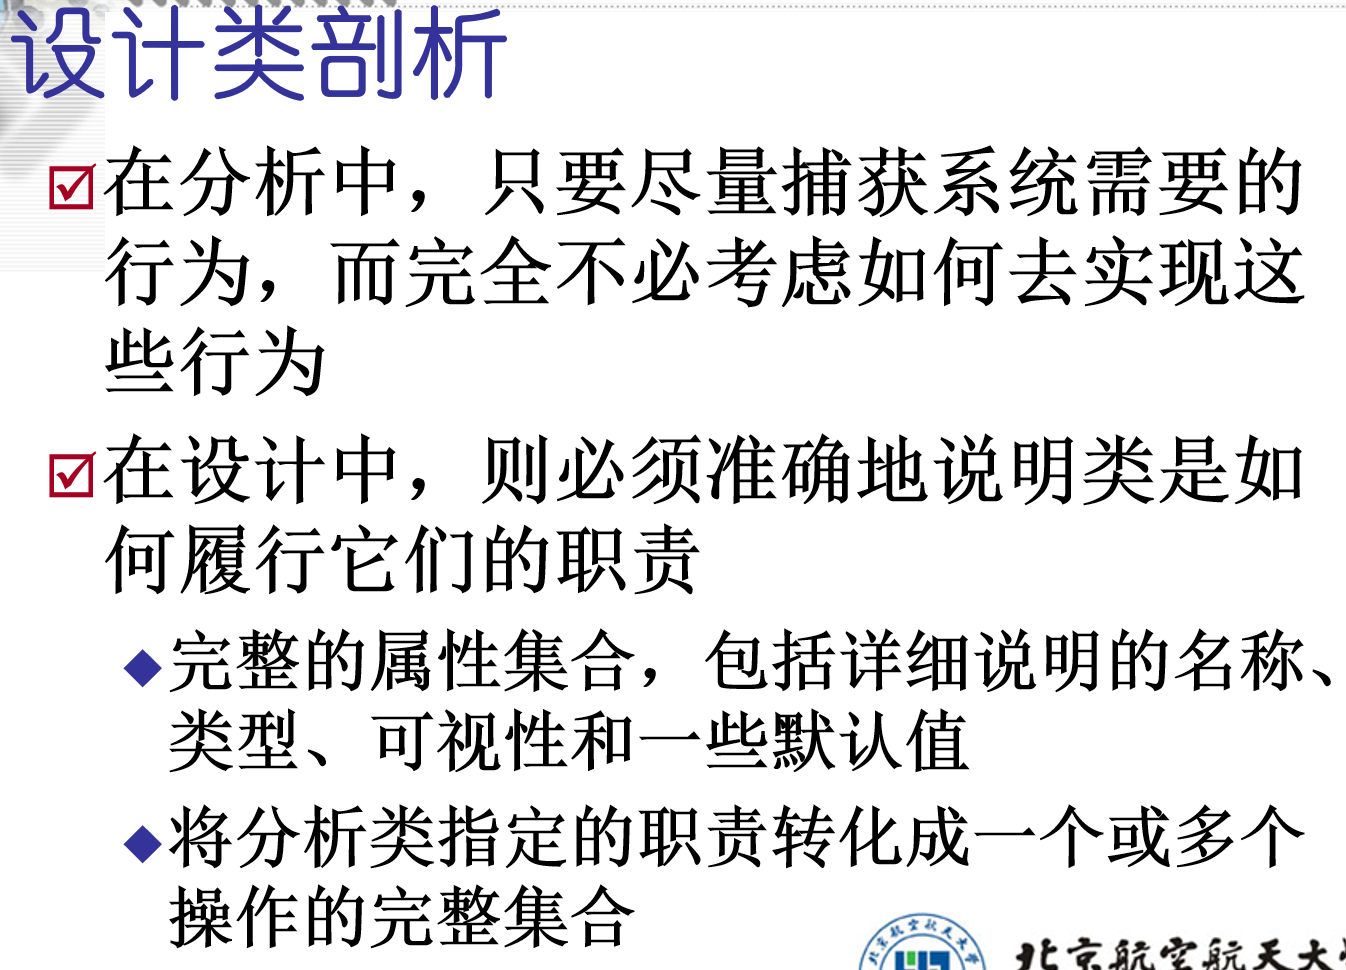 设计类剖析
在分析中，只要尽量捕获系统需要的
行为，而完全不必考虑如何去实现这
些行为
在设计中，则必须准确地说明类是如
何履行它们的职责
完整的属性集合，包括详细说明的名称、
类型、可视性和一些默认值
将分析类指定的职责转化成一个或多个
操作的完整集合
北京航空航天大学